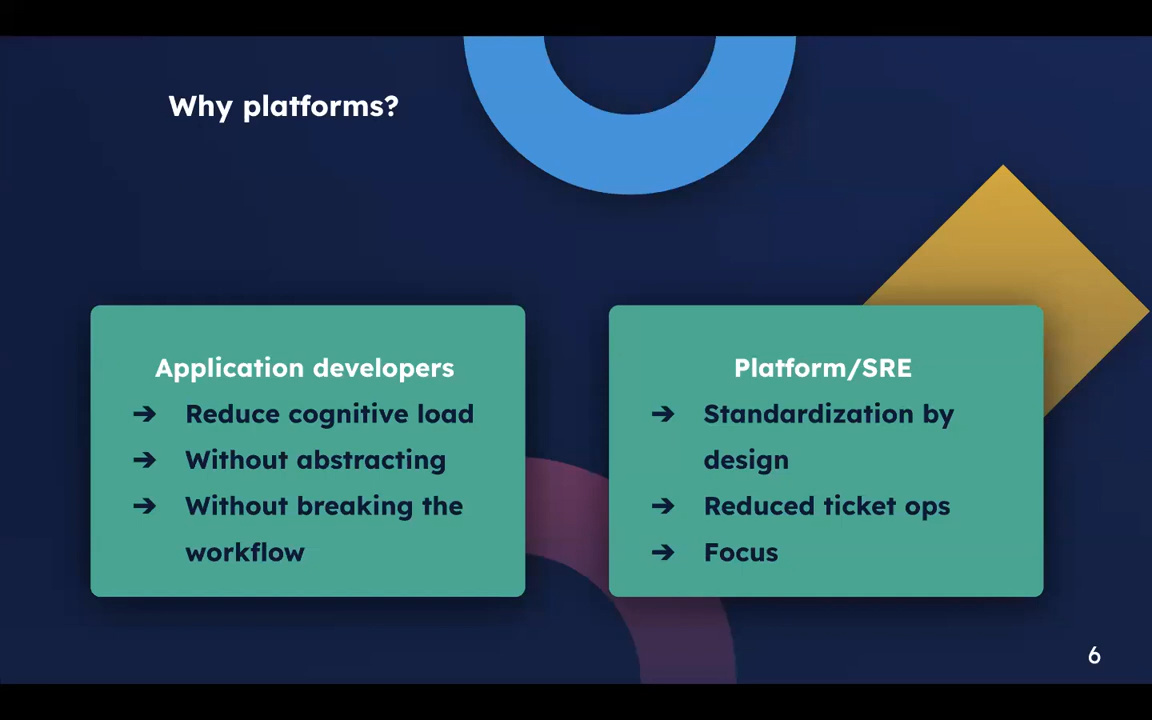 Why platforms?
Application developers
➔ Reduce cognitive load
➔ Without abstracting
➔ Without breaking the
workflow
Platform/SRE
➔ Standardization by
design
➔ Reduced ticket ops
➔ Focus
6